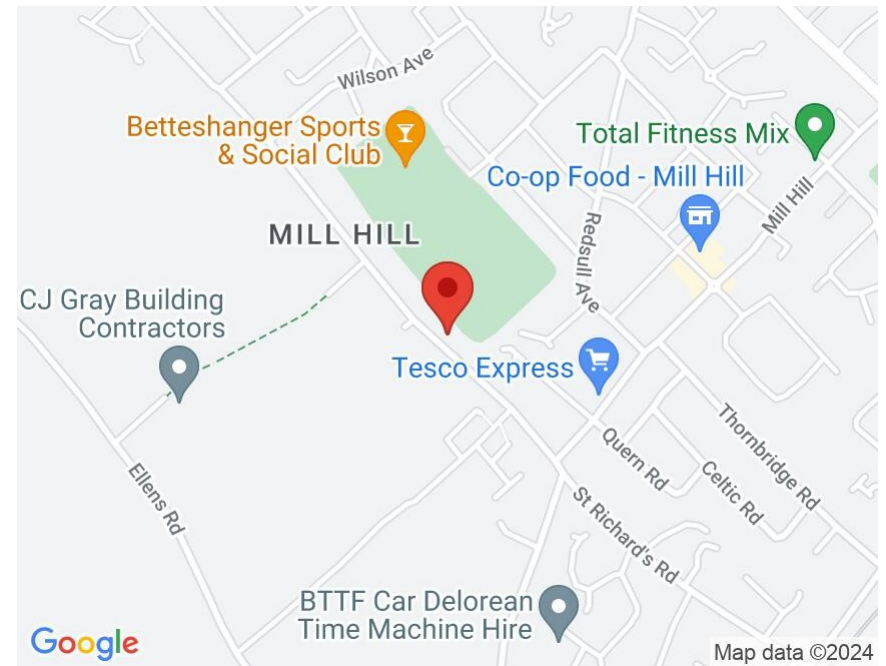 Wilson Ave
Betteshanger Sports
& Social Club
Total Fitness Mix
Co-op Food - Mill Hill
Mill Hill
MILL HILL
Redsull Ave
CJ Gray Building
Contractors
Tesco Express
Thornbridge Rd
Quern Rd
Celtic Rd
Ellens Rd
St Richard's Rd
BTTF Car Delorean
Time Machine Hire
Google
Map data ©2024